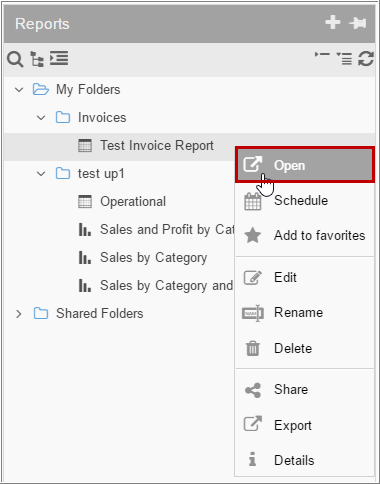 Reports
My Folders
Invoices
Test Invoice Report
Open
test up1
Schedule
Operational
Sales and Profit by Cat
Add to favorites
Sales by Category
Edit
Sales by Category and
Rename
Shared Folders
Delete
Share
Export
Details